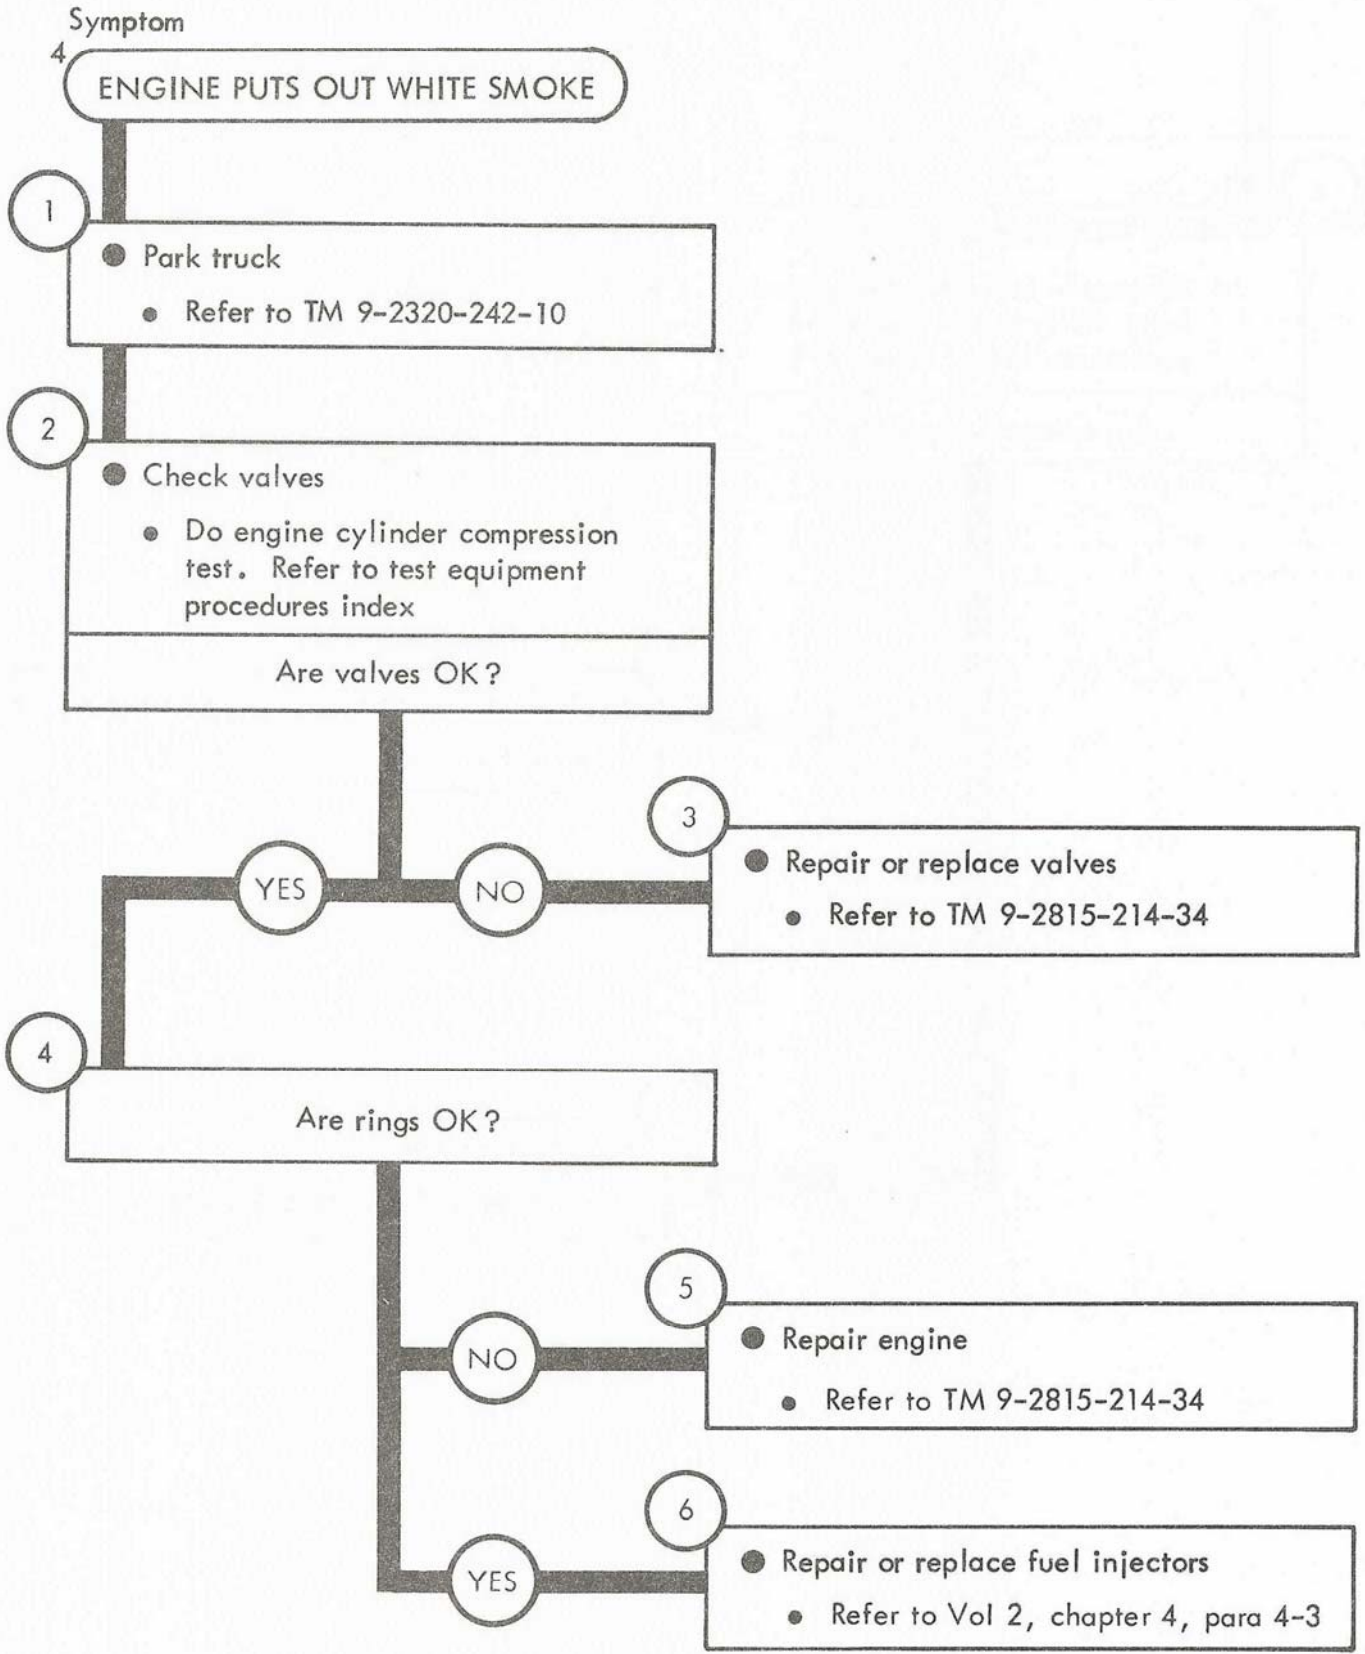 Symptom
4
ENGINE PUTS OUT WHITE SMOKE
1
● Park truck
● Refer to TM 9-2320-242-10
2
● Check valves
● Do engine cylinder compression
test. Refer to test equipment
procedures index
Are valves OK?
YES
NO
3
● Repair or replace valves
● Refer to TM 9-2815-214-34
4
Are rings OK?
NO
5
● Repair engine
● Refer to TM 9-2815-214-34
YES
6
● Repair or replace fuel injectors
● Refer to Vol 2, chapter 4, para 4-3